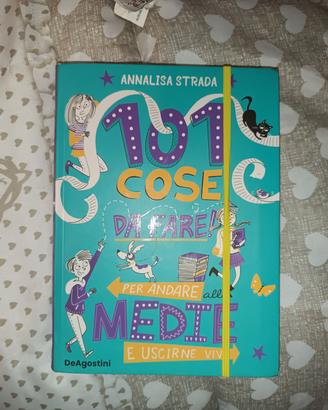 ANNALISA STRADA
101
COSE
DA FARE!
PER ANDARE alle
MEDIE
E USCIRNE VIVI
DeAgostini